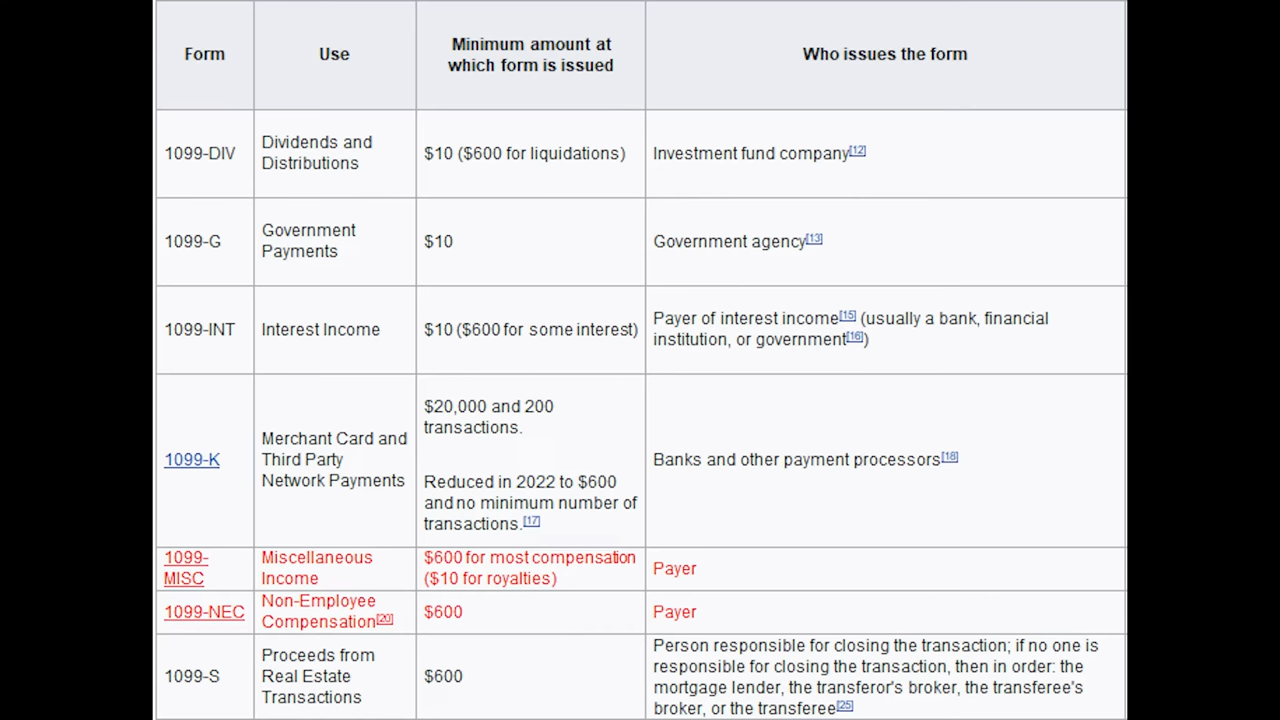 Form
Use
Minimum amount at
which form is issued
Who issues the form
1099-DIV
Dividends and
Distributions
$10 ($600 for liquidations)
Investment fund company[12]
1099-G
Government
Payments
$10
Government agency[13]
1099-INT
Interest Income
$10 ($600 for some interest)
Payer of interest income[15] (usually a bank, financial
institution, or government[16])
1099-K
Merchant Card and
Third Party
Network Payments
$20,000 and 200
transactions.
Reduced in 2022 to $600
and no minimum number of
transactions.[17]
Banks and other payment processors[18]
1099-
MISC
Miscellaneous
Income
$600 for most compensation
($10 for royalties)
Payer
1099-NEC
Non-Employee
Compensation[20]
$600
Payer
1099-S
Proceeds from
Real Estate
Transactions
$600
Person responsible for closing the transaction; if no one is
responsible for closing the transaction, then in order: the
mortgage lender, the transferor's broker, the transferee's
broker, or the transferee[25]